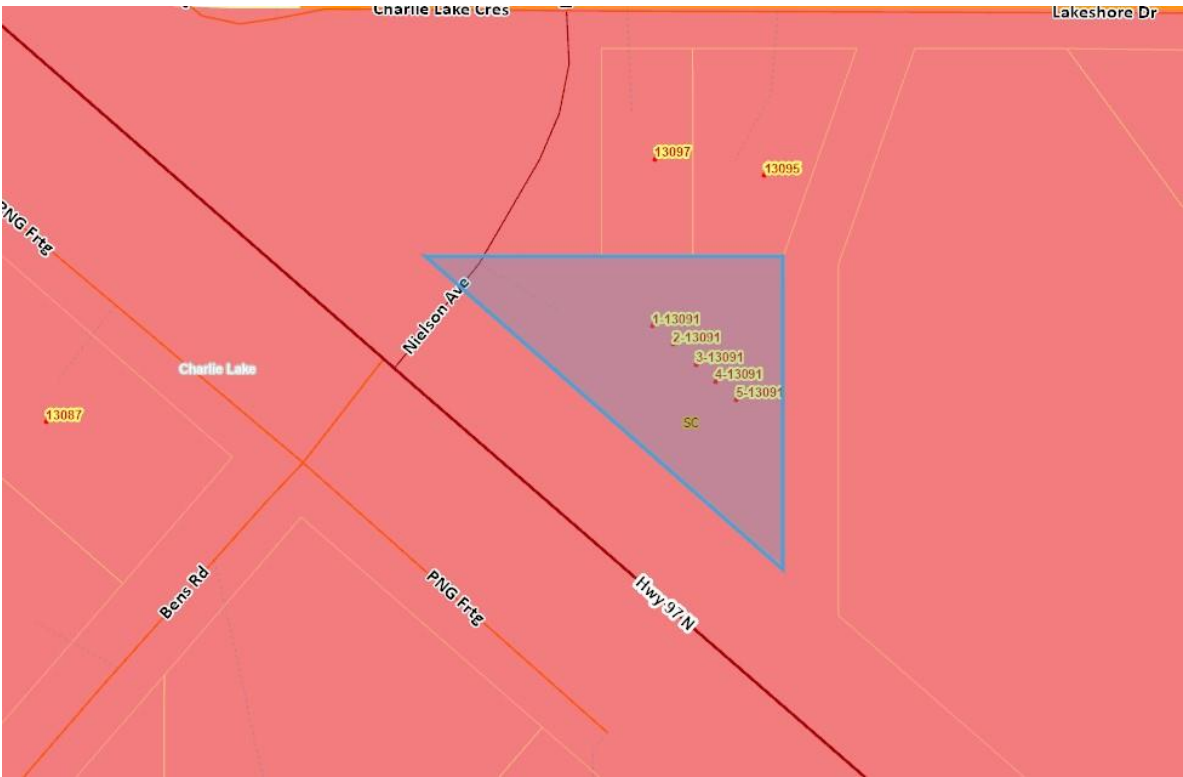 Charlie Lake Cres
Lakeshore Dr
13097
13095
PNG Frtg
Nielson Ave
1-13091
2-13091
3-13091
4-13091
5-13091
Charlie Lake
13087
SC
Bens Rd
PNG Frtg
Hwy 97 N